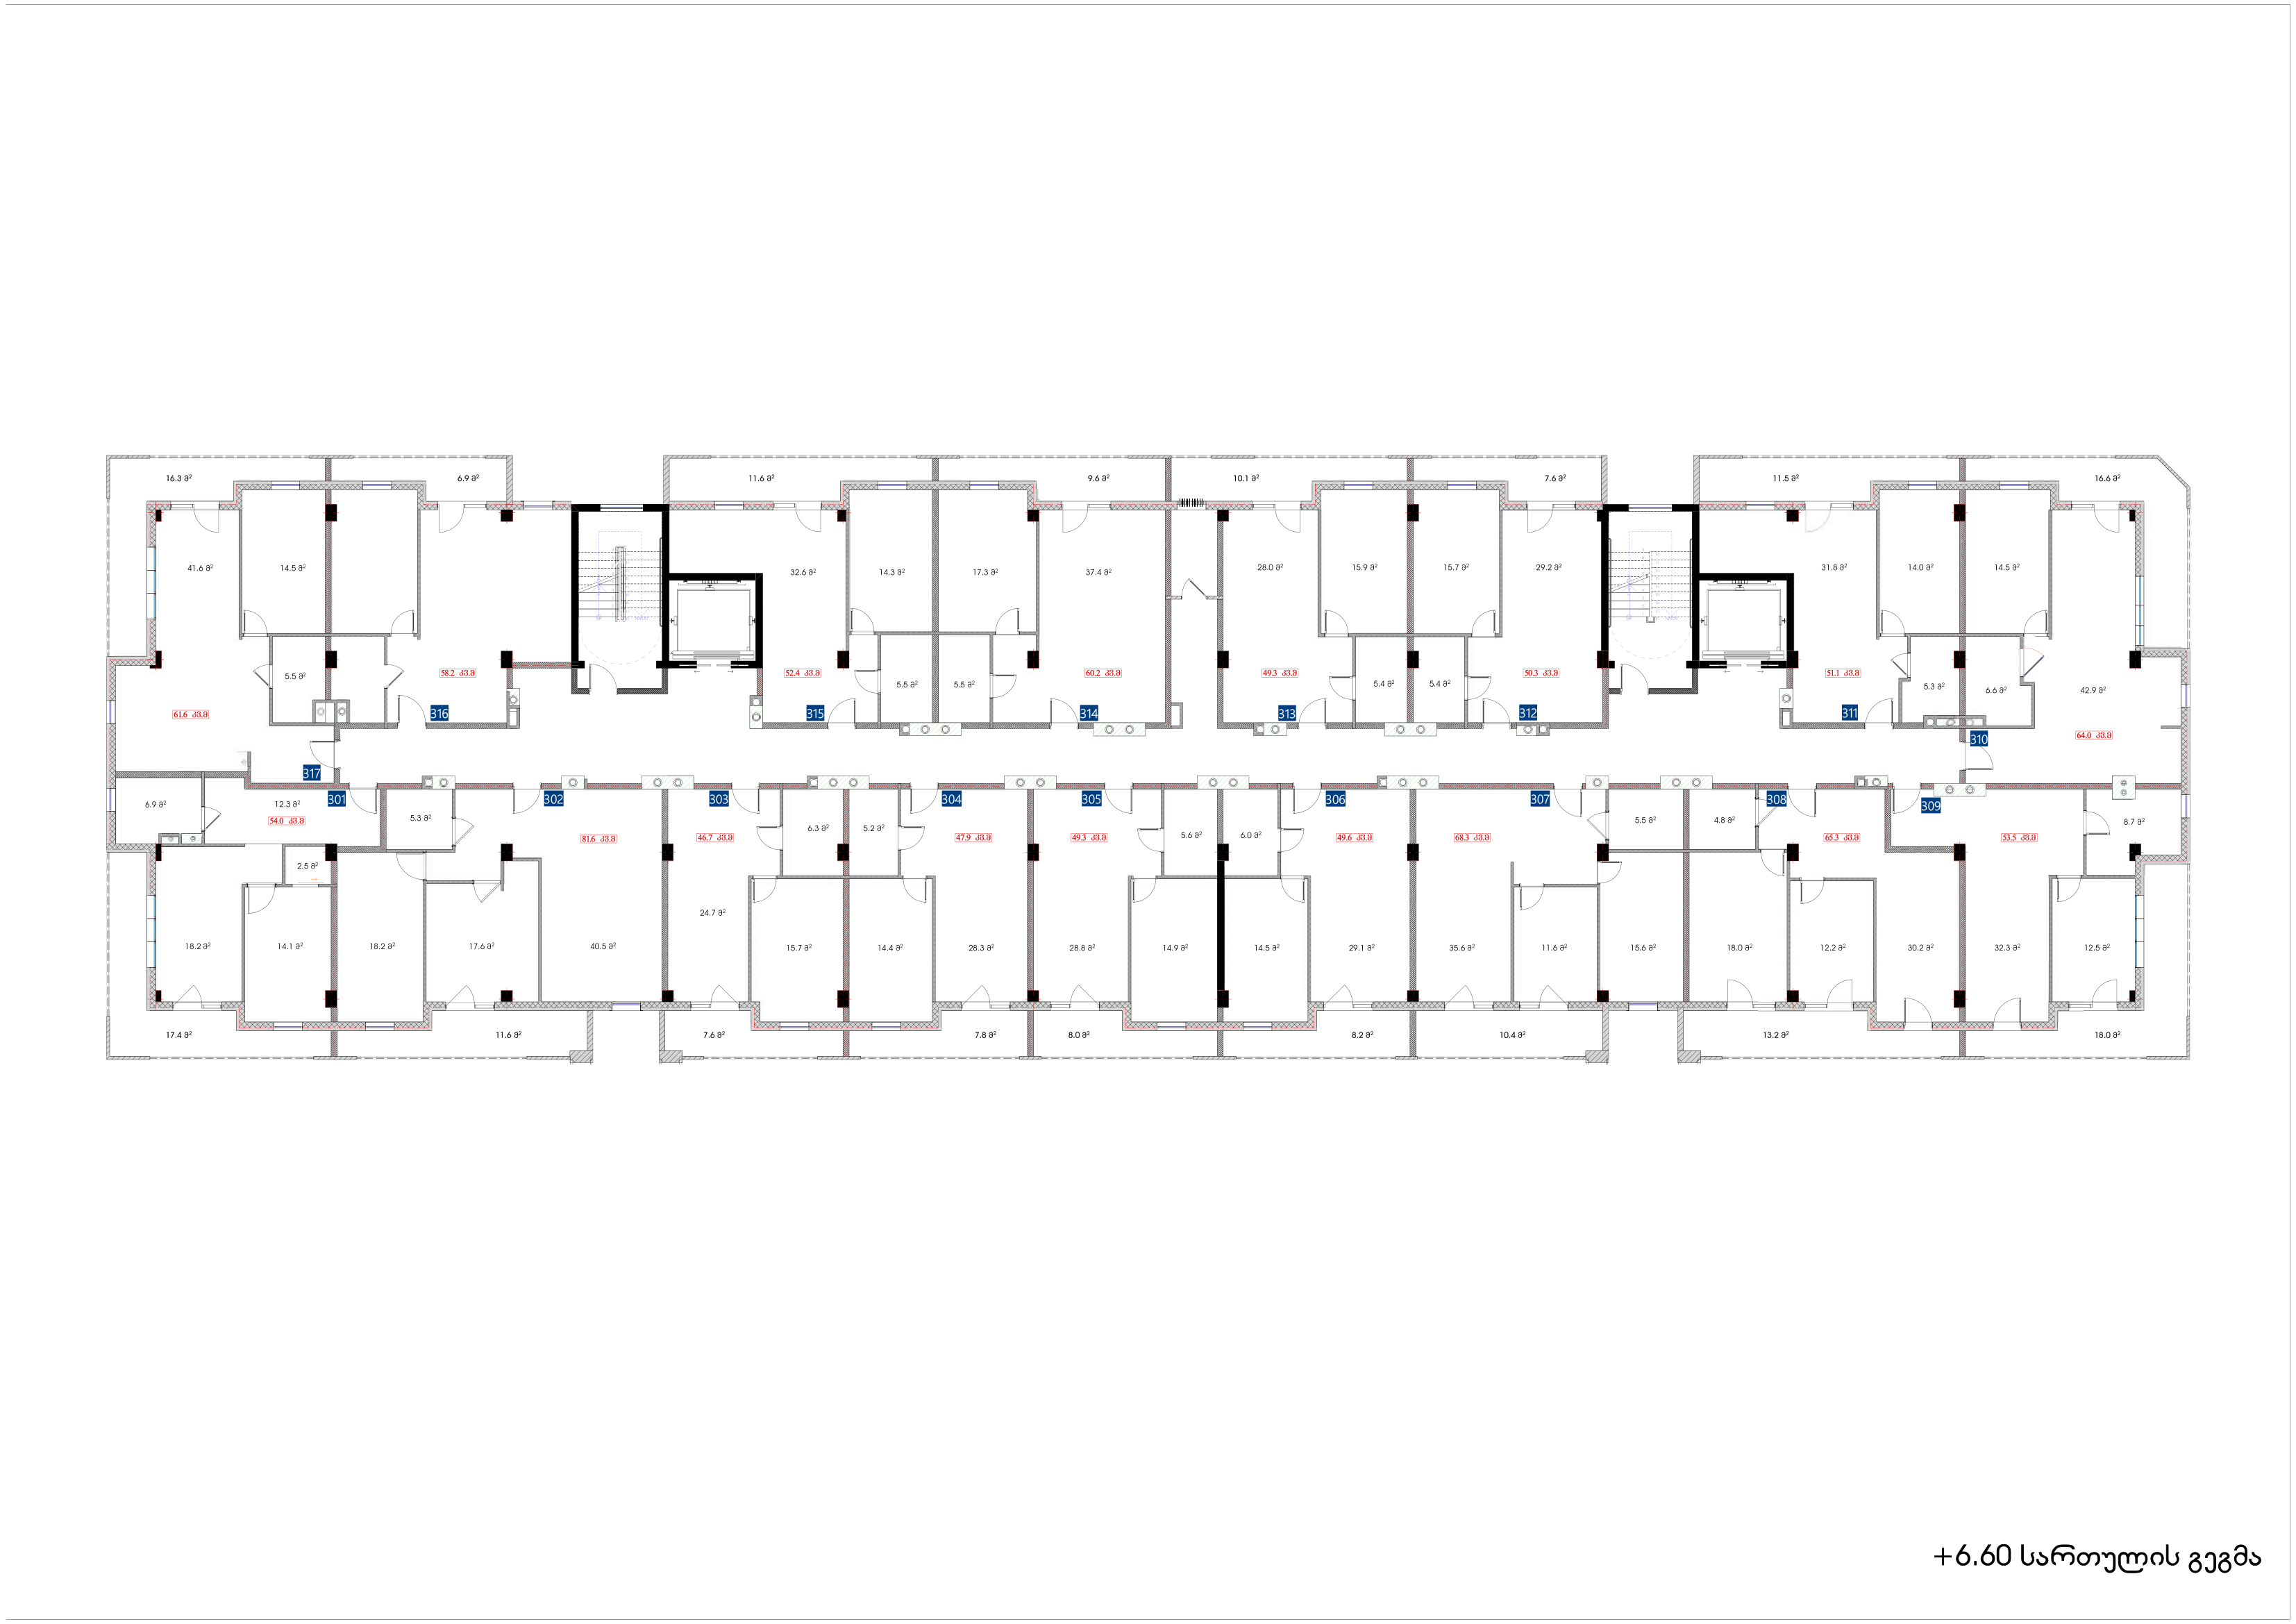 16.3 მ²
6.9 მ²
11.6 მ²
9.6 მ²
10.1 მ²
7.6 მ²
11.5 მ²
16.6 მ²
41.6 მ²
14.5 მ²
32.6 მ²
14.3 მ²
17.3 მ²
37.4 მ²
28.0 მ²
15.9 მ²
15.7 მ²
29.2 მ²
31.8 მ²
14.0 მ²
14.5 მ²
5.5 მ²
58.2 კვ.მ
52.4 კვ.მ
5.5 მ²
5.5 მ²
60.2 კვ.მ
49.3 კვ.მ
5.4 მ²
5.4 მ²
50.3 კვ.მ
51.1 კვ.მ
5.3 მ²
6.6 მ²
42.9 მ²
61.6 კვ.მ
316
315
314
313
312
311
310
64.0 კვ.მ
317
6.9 მ²
12.3 მ²
301
302
303
304
305
306
307
308
309
54.0 კვ.მ
5.3 მ²
81.6 კვ.მ
46.7 კვ.მ
6.3 მ²
5.2 მ²
47.9 კვ.მ
49.3 კვ.მ
5.6 მ²
6.0 მ²
49.6 კვ.მ
68.3 კვ.მ
5.5 მ²
4.8 მ²
65.3 კვ.მ
53.5 კვ.მ
8.7 მ²
2.5 მ²
24.7 მ²
18.2 მ²
14.1 მ²
18.2 მ²
17.6 მ²
40.5 მ²
15.7 მ²
14.4 მ²
28.3 მ²
28.8 მ²
14.9 მ²
14.5 მ²
29.1 მ²
35.6 მ²
11.6 მ²
15.6 მ²
18.0 მ²
12.2 მ²
30.2 მ²
32.3 მ²
12.5 მ²
17.4 მ²
11.6 მ²
7.6 მ²
7.8 მ²
8.0 მ²
8.2 მ²
10.4 მ²
13.2 მ²
18.0 მ²
+6.60 სართულის გეგმა